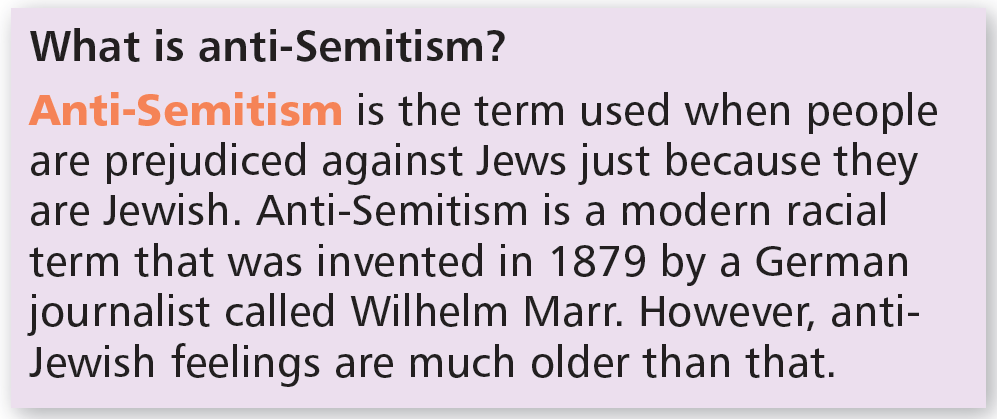 What is anti-Semitism?
Anti-Semitism is the term used when people
are prejudiced against Jews just because they
are Jewish. Anti-Semitism is a modern racial
term that was invented in 1879 by a German
journalist called Wilhelm Marr. However, anti-
Jewish feelings are much older than that.